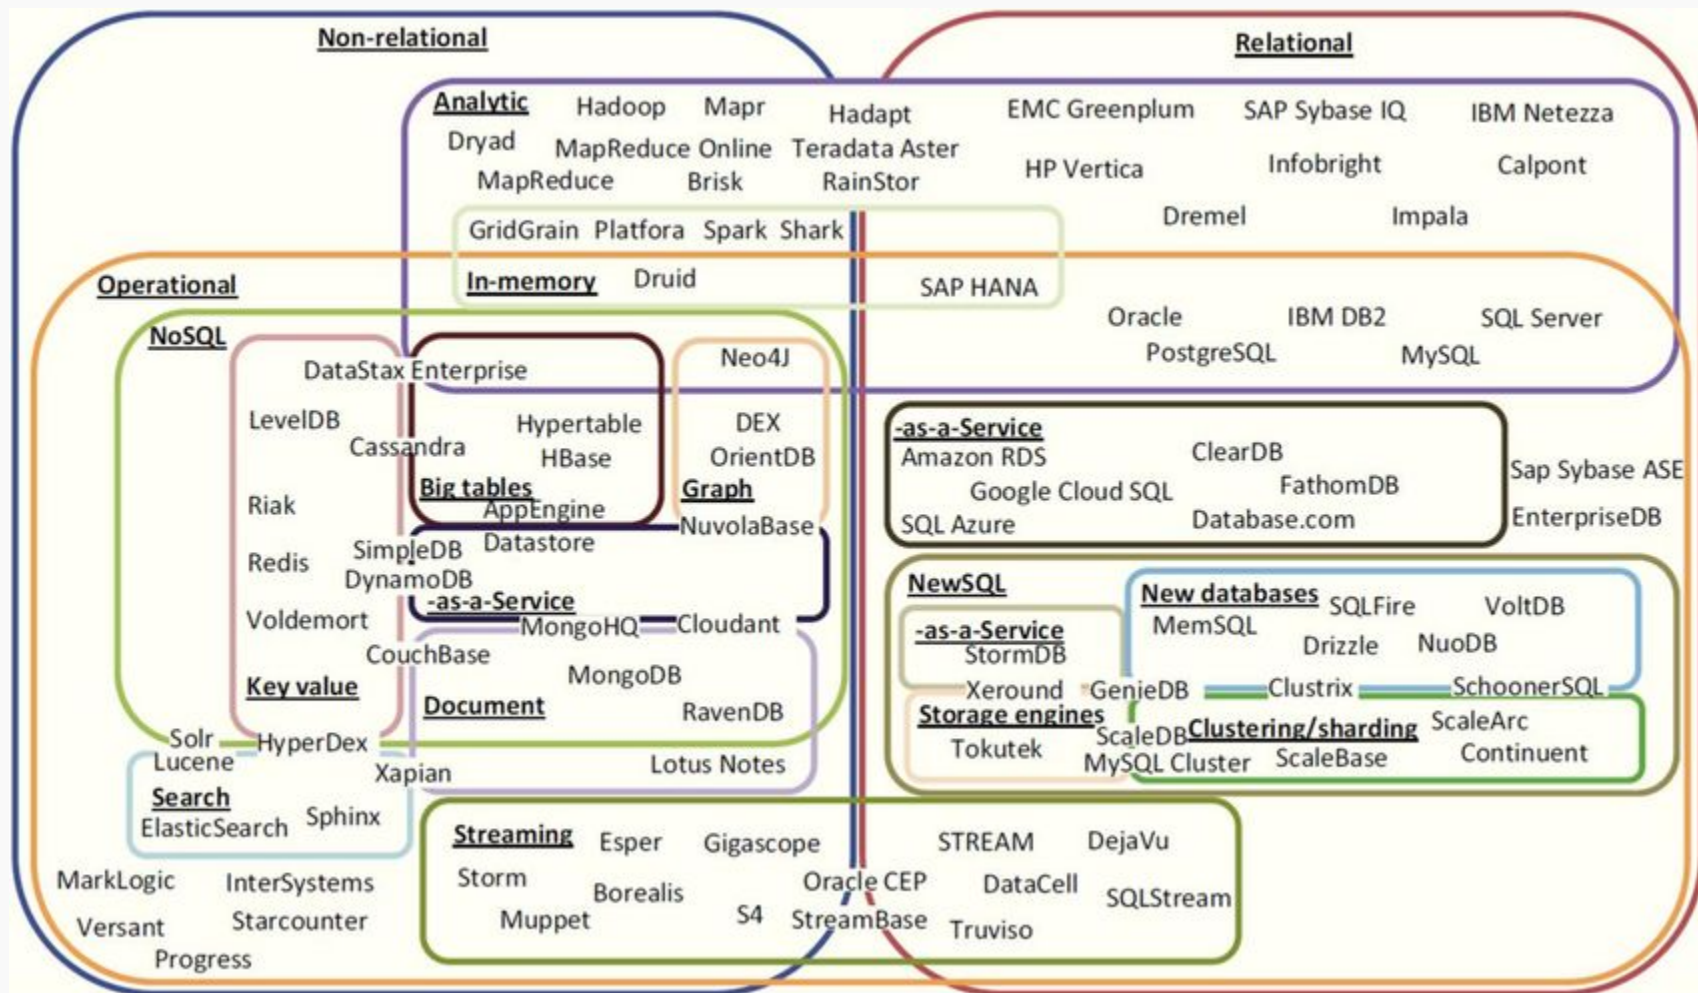 Non-relational
Relational
Analytic
Hadoop
Mapr
Hadapt
EMC Greenplum
SAP Sybase IQ
IBM Netezza
Dryad
MapReduce Online
Teradata Aster
HP Vertica
Infobright
Calpont
MapReduce
Brisk
RainStor
Dremel
Impala
GridGrain
Platfora
Spark
Shark
In-memory
Druid
SAP HANA
Operational
Oracle
IBM DB2
SQL Server
PostgreSQL
MySQL
NoSQL
DataStax Enterprise
Neo4J
LevelDB
Cassandra
Hypertable
HBase
DEX
OrientDB
Big tables
Graph
Riak
AppEngine
Datastore
NuvolaBase
Redis
SimpleDB
DynamoDB
-as-a-Service
Voldemort
MongoHQ
Cloudant
CouchBase
MongoDB
Key value
Document
RavenDB
-as-a-Service
Amazon RDS
ClearDB
Google Cloud SQL
FathomDB
SQL Azure
Database.com
Sap Sybase ASE
EnterpriseDB
NewSQL
New databases
SQLFire
VoltDB
-as-a-Service
MemSQL
StormDB
Drizzle
NuoDB
Xeround
GenieDB
Clustrix
SchoonerSQL
Storage engines
Tokutek
ScaleDB
Clustering/sharding
ScaleArc
MySQL Cluster
ScaleBase
Continuent
Solr
Lucene
HyperDex
Xapian
Lotus Notes
Search
ElasticSearch
Sphinx
Streaming
Esper
Gigascope
STREAM
DejaVu
Storm
Borealis
Oracle CEP
DataCell
SQLStream
Muppet
S4
StreamBase
Truviso
MarkLogic
InterSystems
Versant
Starcounter
Progress